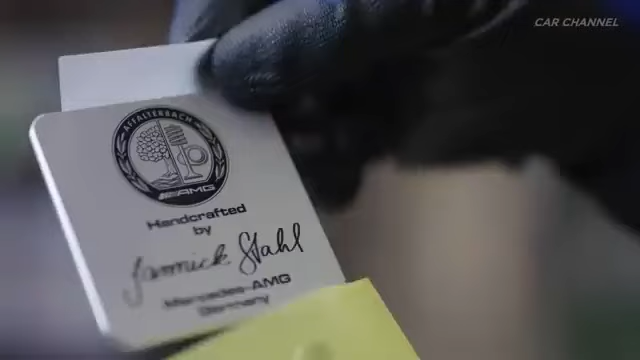 CAR CHANNEL
AFFALTERBACH
AMG
Handcrafted
by
Jannick Stahl
Mercedes-AMG
Germany